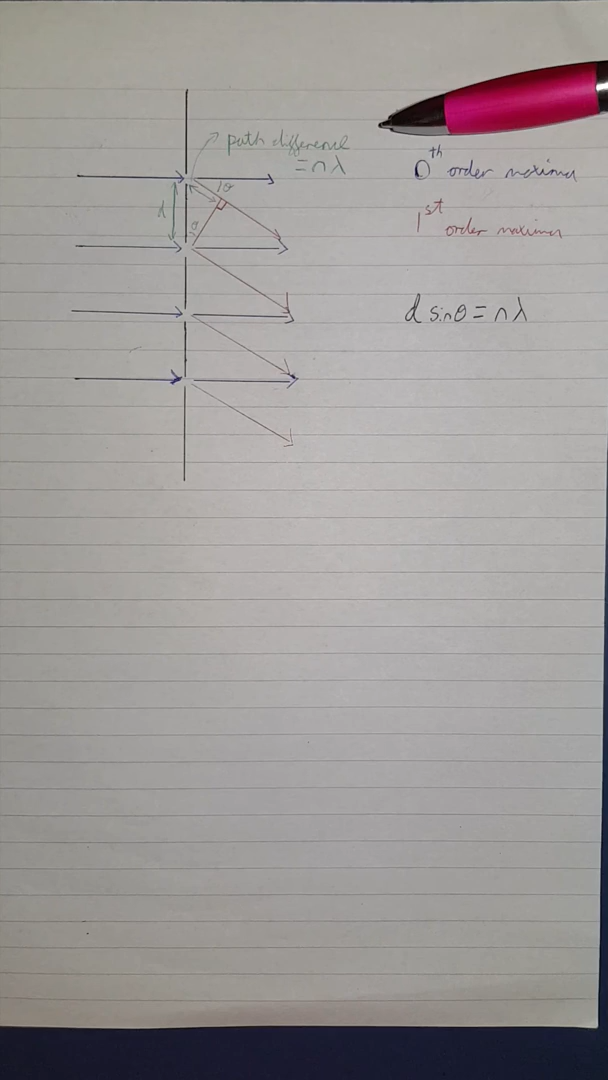 path difference
= nλ
0th order maxima
1st order maxima
d
θ
θ
d sinθ = nλ